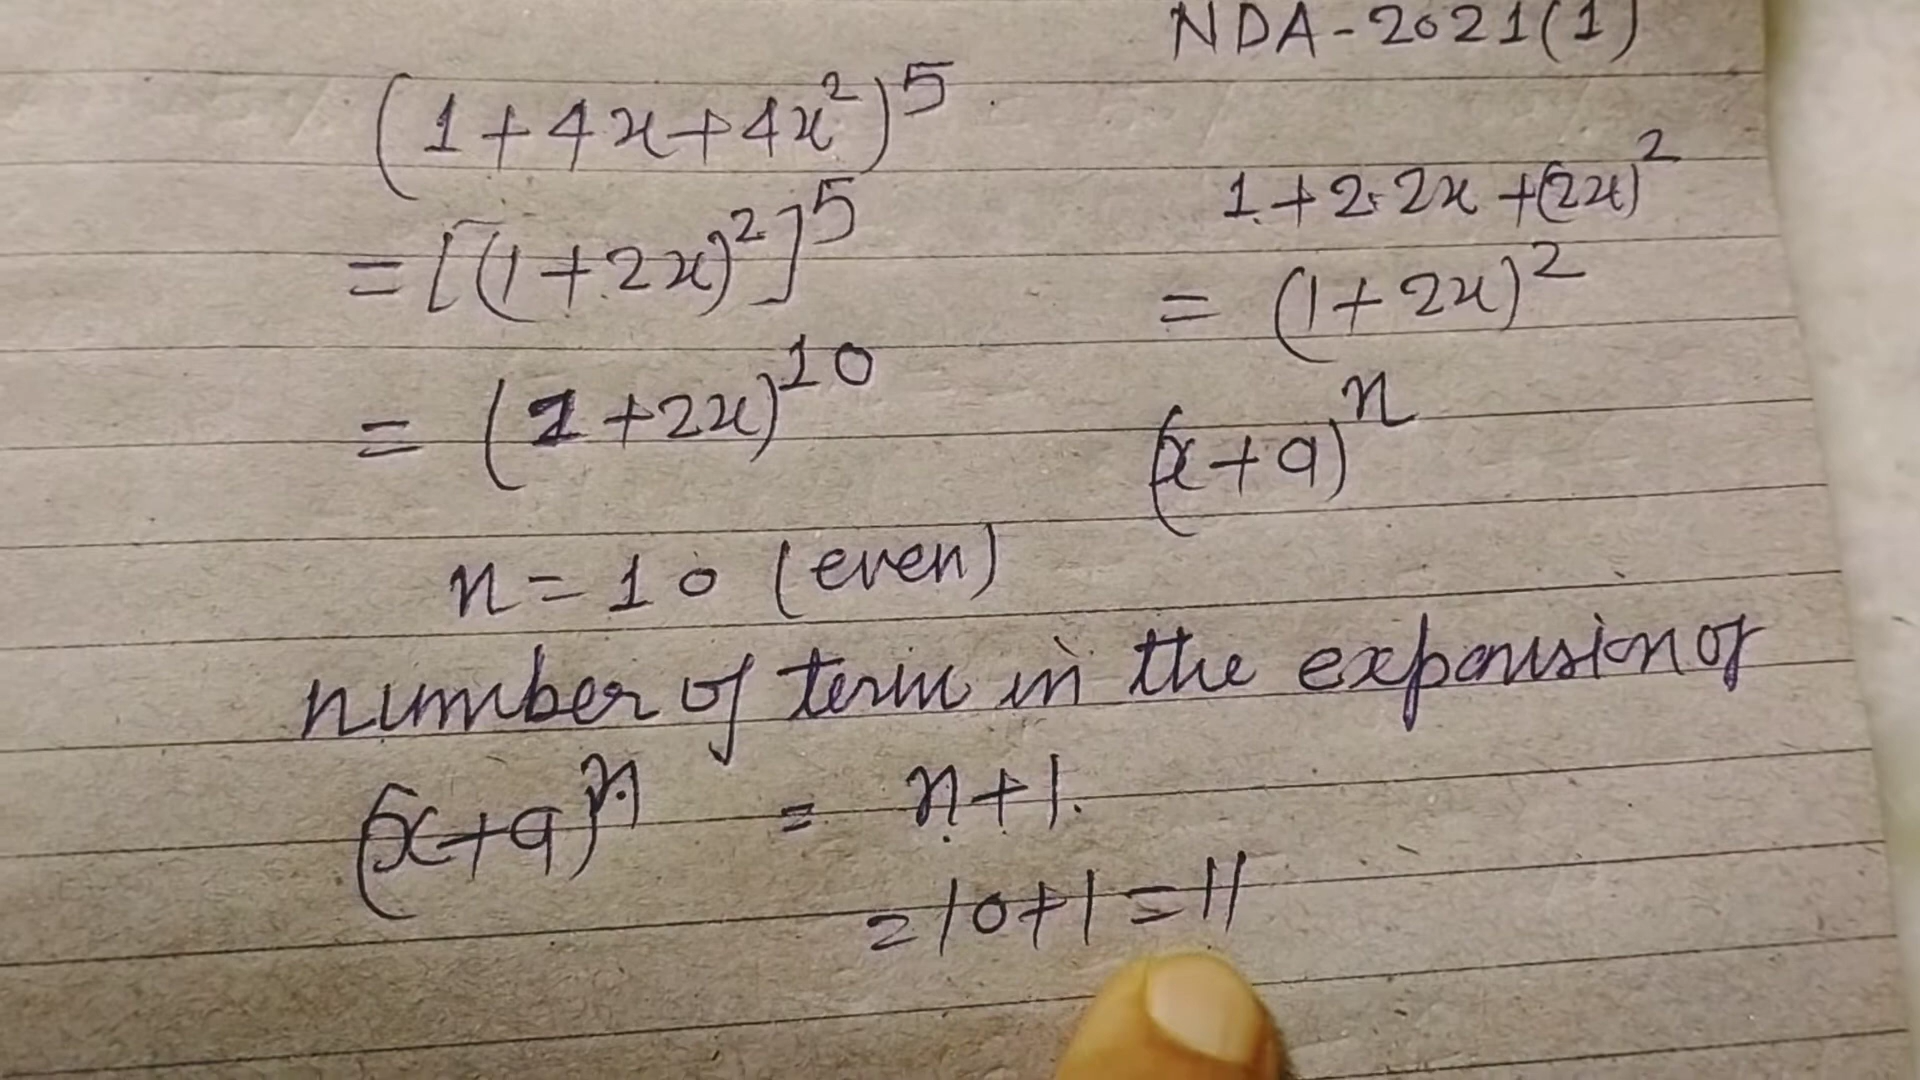 NDA-2021(1)
(1+4x+4x²)⁵
= [(1+2x)²]⁵
= (1+2x)¹⁰
1+2·2x+(2x)²
= (1+2x)²
(x+a)ⁿ
n=10 (even)
number of term in the expansion of
(x+a)ⁿ = n+1.
=10+1=11